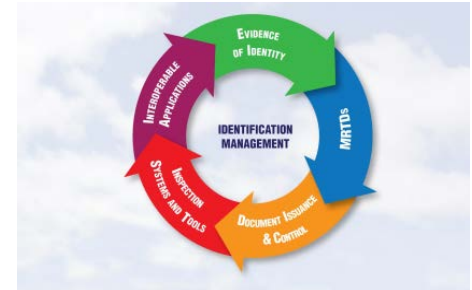 EVIDENCE
OF IDENTITY
MRTDs
DOCUMENT ISSUANCE
& CONTROL
INSPECTION
SYSTEMS AND TOOLS
INTEROPERABLE
APPLICATIONS
IDENTIFICATION
MANAGEMENT